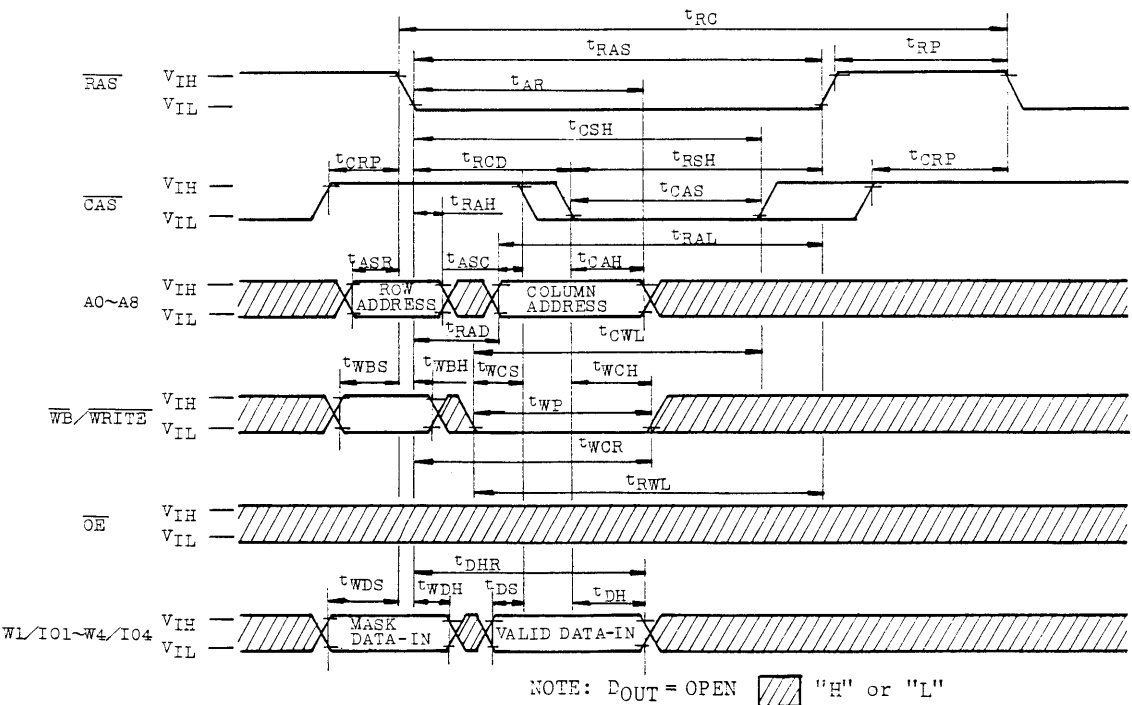 tRC
tRAS
tRP
RAS
VIH
VIL
tAR
tCSH
tCRP
tRCD
tRSH
tCRP
CAS
VIH
VIL
tCAS
tRAH
tRAL
tASR
tASC
tCAH
A0~A8
VIH
VIL
ROW
ADDRESS
COLUMN
ADDRESS
tRAD
tCWL
tWBS
tWBH
tWCS
tWCH
WB/WRITE
VIH
VIL
tWP
tWCR
tRWL
OE
VIH
VIL
tDHR
tWDS
tWDH
tDS
tDH
W1/IO1~W4/IO4
VIH
VIL
MASK
DATA-IN
VALID DATA-IN
NOTE: DOUT = OPEN
"H" or "L"